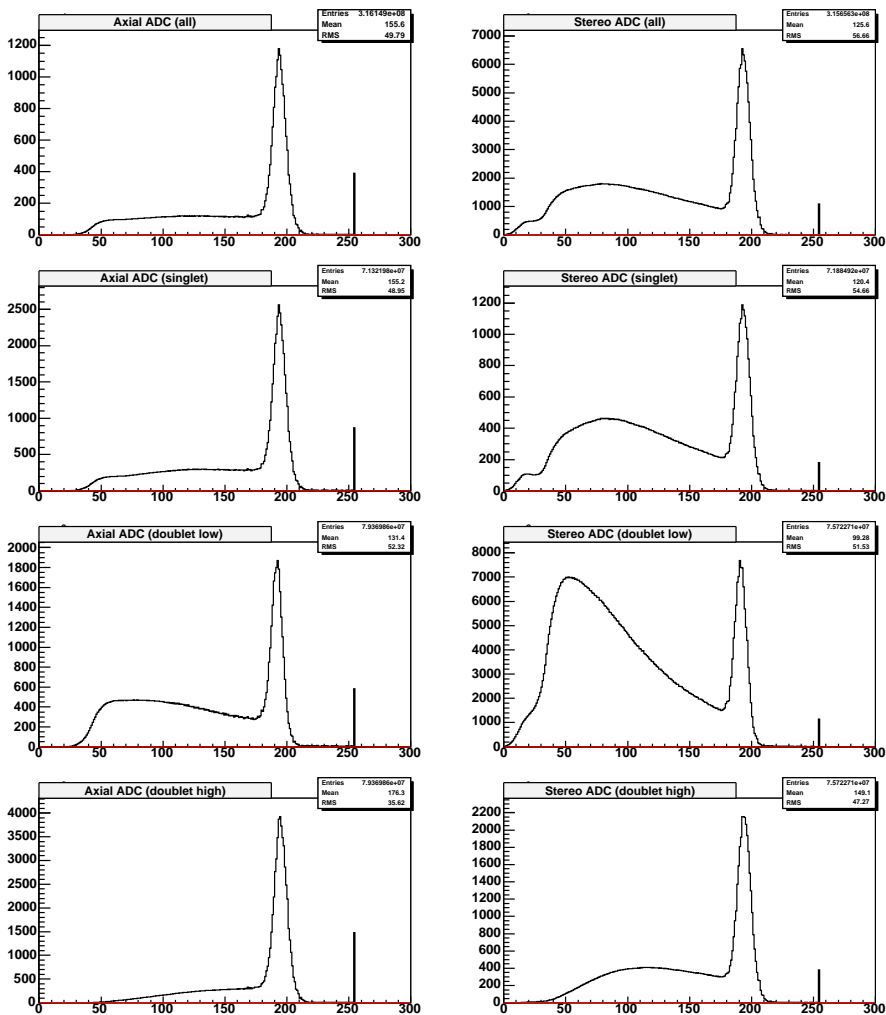 Axial ADC (all)
Entries 3.16149e+08
Mean 155.6
RMS 49.79
1200
1000
800
600
400
200
0
0 50 100 150 200 250 300
Stereo ADC (all)
Entries 3.156563e+08
Mean 125.6
RMS 56.66
7000
6000
5000
4000
3000
2000
1000
0
0 50 100 150 200 250 300
Axial ADC (singlet)
Entries 7.132198e+07
Mean 155.2
RMS 48.95
2500
2000
1500
1000
500
0
0 50 100 150 200 250 300
Stereo ADC (singlet)
Entries 7.188492e+07
Mean 120.4
RMS 54.66
1200
1000
800
600
400
200
0
0 50 100 150 200 250 300
Axial ADC (doublet low)
Entries 7.936986e+07
Mean 131.4
RMS 52.32
2000
1800
1600
1400
1200
1000
800
600
400
200
0
0 50 100 150 200 250 300
Stereo ADC (doublet low)
Entries 7.572271e+07
Mean 99.28
RMS 51.53
8000
7000
6000
5000
4000
3000
2000
1000
0
0 50 100 150 200 250 300
Axial ADC (doublet high)
Entries 7.936986e+07
Mean 176.3
RMS 35.62
4000
3500
3000
2500
2000
1500
1000
500
0
0 50 100 150 200 250 300
Stereo ADC (doublet high)
Entries 7.572271e+07
Mean 149.1
RMS 47.27
2200
2000
1800
1600
1400
1200
1000
800
600
400
200
0
0 50 100 150 200 250 300